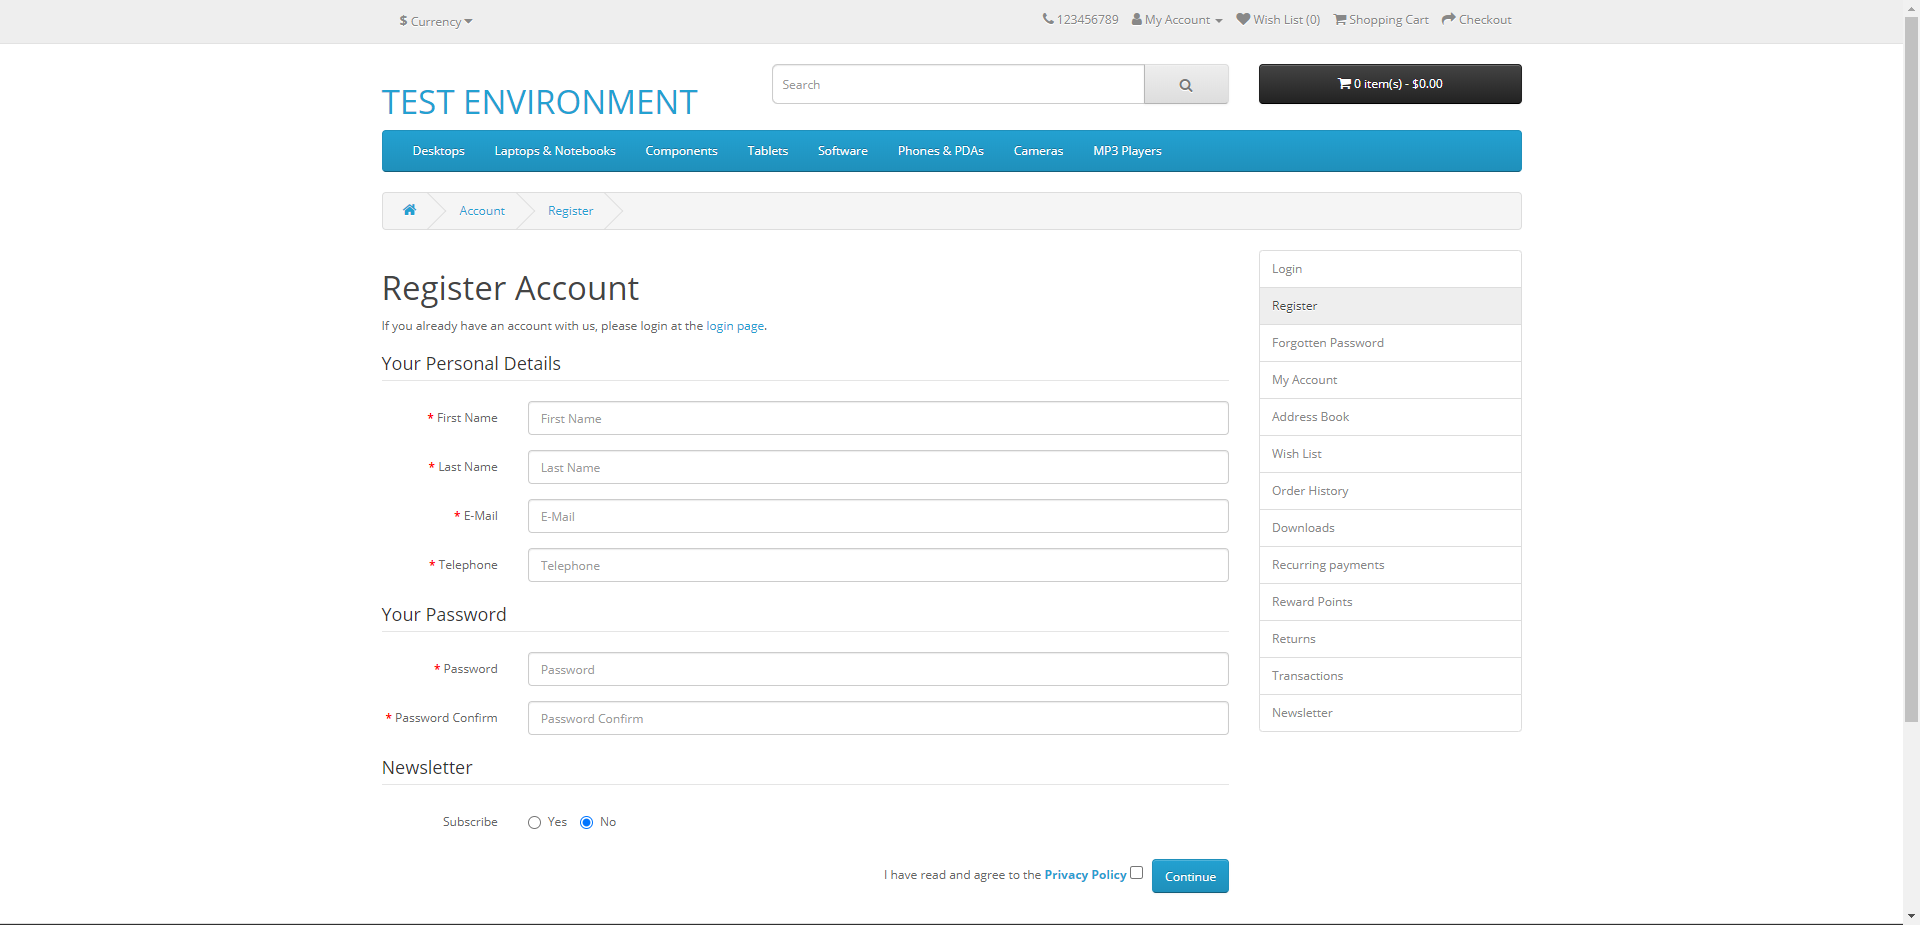 $ Currency
123456789 My Account Wish List (0) Shopping Cart Checkout
TEST ENVIRONMENT
Search
0 item(s) - $0.00
Desktops Laptops & Notebooks Components Tablets Software Phones & PDAs Cameras MP3 Players
Account Register
Register Account
If you already have an account with us, please login at the login page.
Your Personal Details
* First Name First Name
* Last Name Last Name
* E-Mail E-Mail
* Telephone Telephone
Your Password
* Password Password
* Password Confirm Password Confirm
Newsletter
Subscribe Yes No
I have read and agree to the Privacy Policy Continue
Login
Register
Forgotten Password
My Account
Address Book
Wish List
Order History
Downloads
Recurring payments
Reward Points
Returns
Transactions
Newsletter